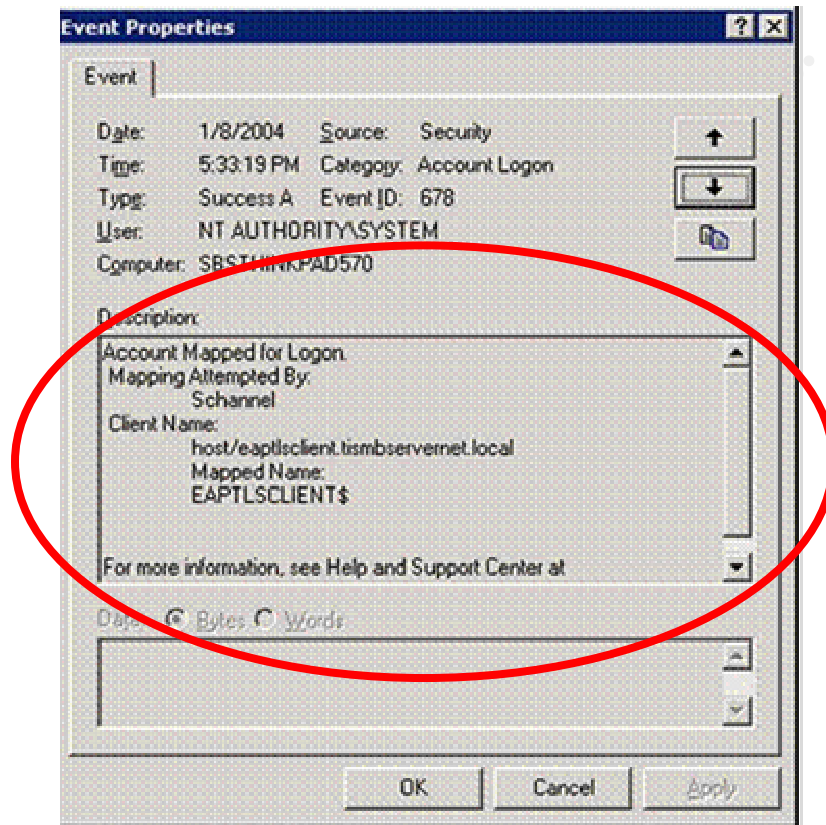 Event Properties
Event
Date: 1/8/2004 Source: Security
Time: 5:33:19 PM Category: Account Logon
Type: Success A Event ID: 678
User: NT AUTHORITY\SYSTEM
Computer: SBSTHINKPAD570
Description:
Account Mapped for Logon.
Mapping Attempted By:
Schannel
Client Name:
host/eaptlsclient.tismbservernet.local
Mapped Name:
EAPTLSCLIENT$
For more information, see Help and Support Center at
Data: Bytes Words
OK Cancel Apply